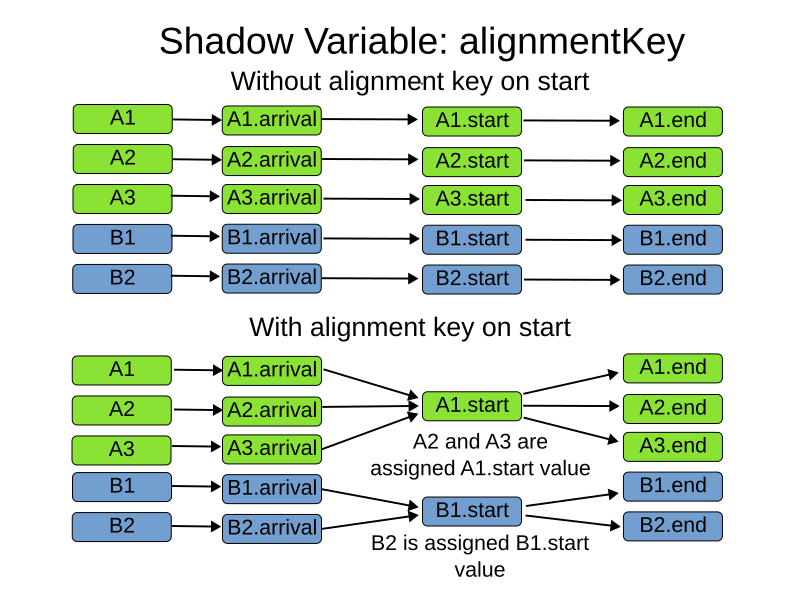 Shadow Variable: alignmentKey
Without alignment key on start
A1 A1.arrival A1.start A1.end
A2 A2.arrival A2.start A2.end
A3 A3.arrival A3.start A3.end
B1 B1.arrival B1.start B1.end
B2 B2.arrival B2.start B2.end
With alignment key on start
A1 A1.arrival A1.end
A2 A2.arrival A1.start A2.end
A3 A3.arrival A3.end
A2 and A3 are
assigned A1.start value
B1 B1.arrival B1.end
B2 B2.arrival B1.start B2.end
B2 is assigned B1.start
value